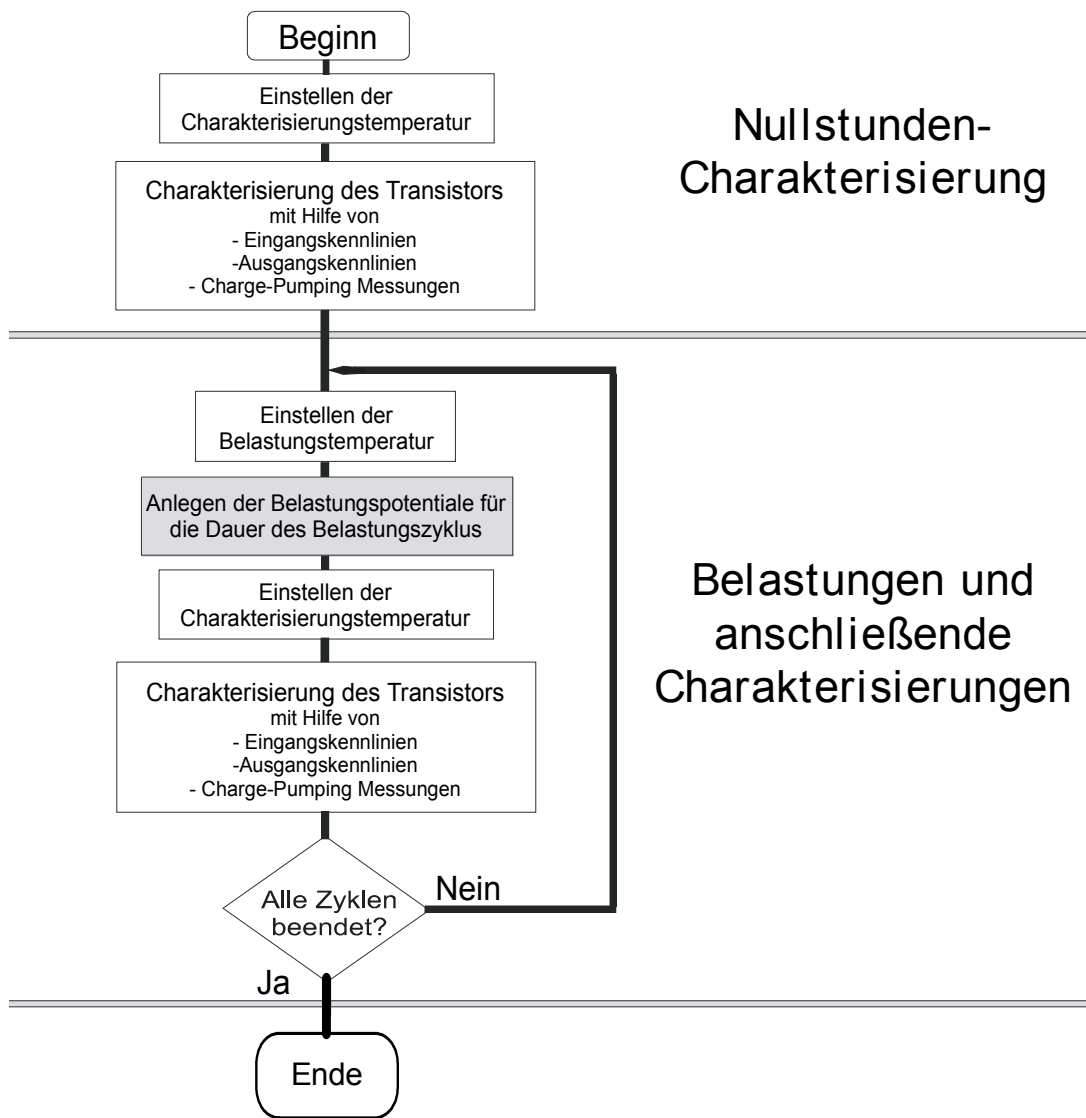 Beginn
Einstellen der
Charakterisierungstemperatur
Nullstunden-
Charakterisierung
Charakterisierung des Transistors
mit Hilfe von
- Eingangskennlinien
-Ausgangskennlinien
- Charge-Pumping Messungen
Einstellen der
Belastungstemperatur
Anlegen der Belastungspotentiale für
die Dauer des Belastungszyklus
Einstellen der
Charakterisierungstemperatur
Belastungen und
anschließende
Charakterisierungen
Charakterisierung des Transistors
mit Hilfe von
- Eingangskennlinien
-Ausgangskennlinien
- Charge-Pumping Messungen
Alle Zyklen
beendet?
Nein
Ja
Ende